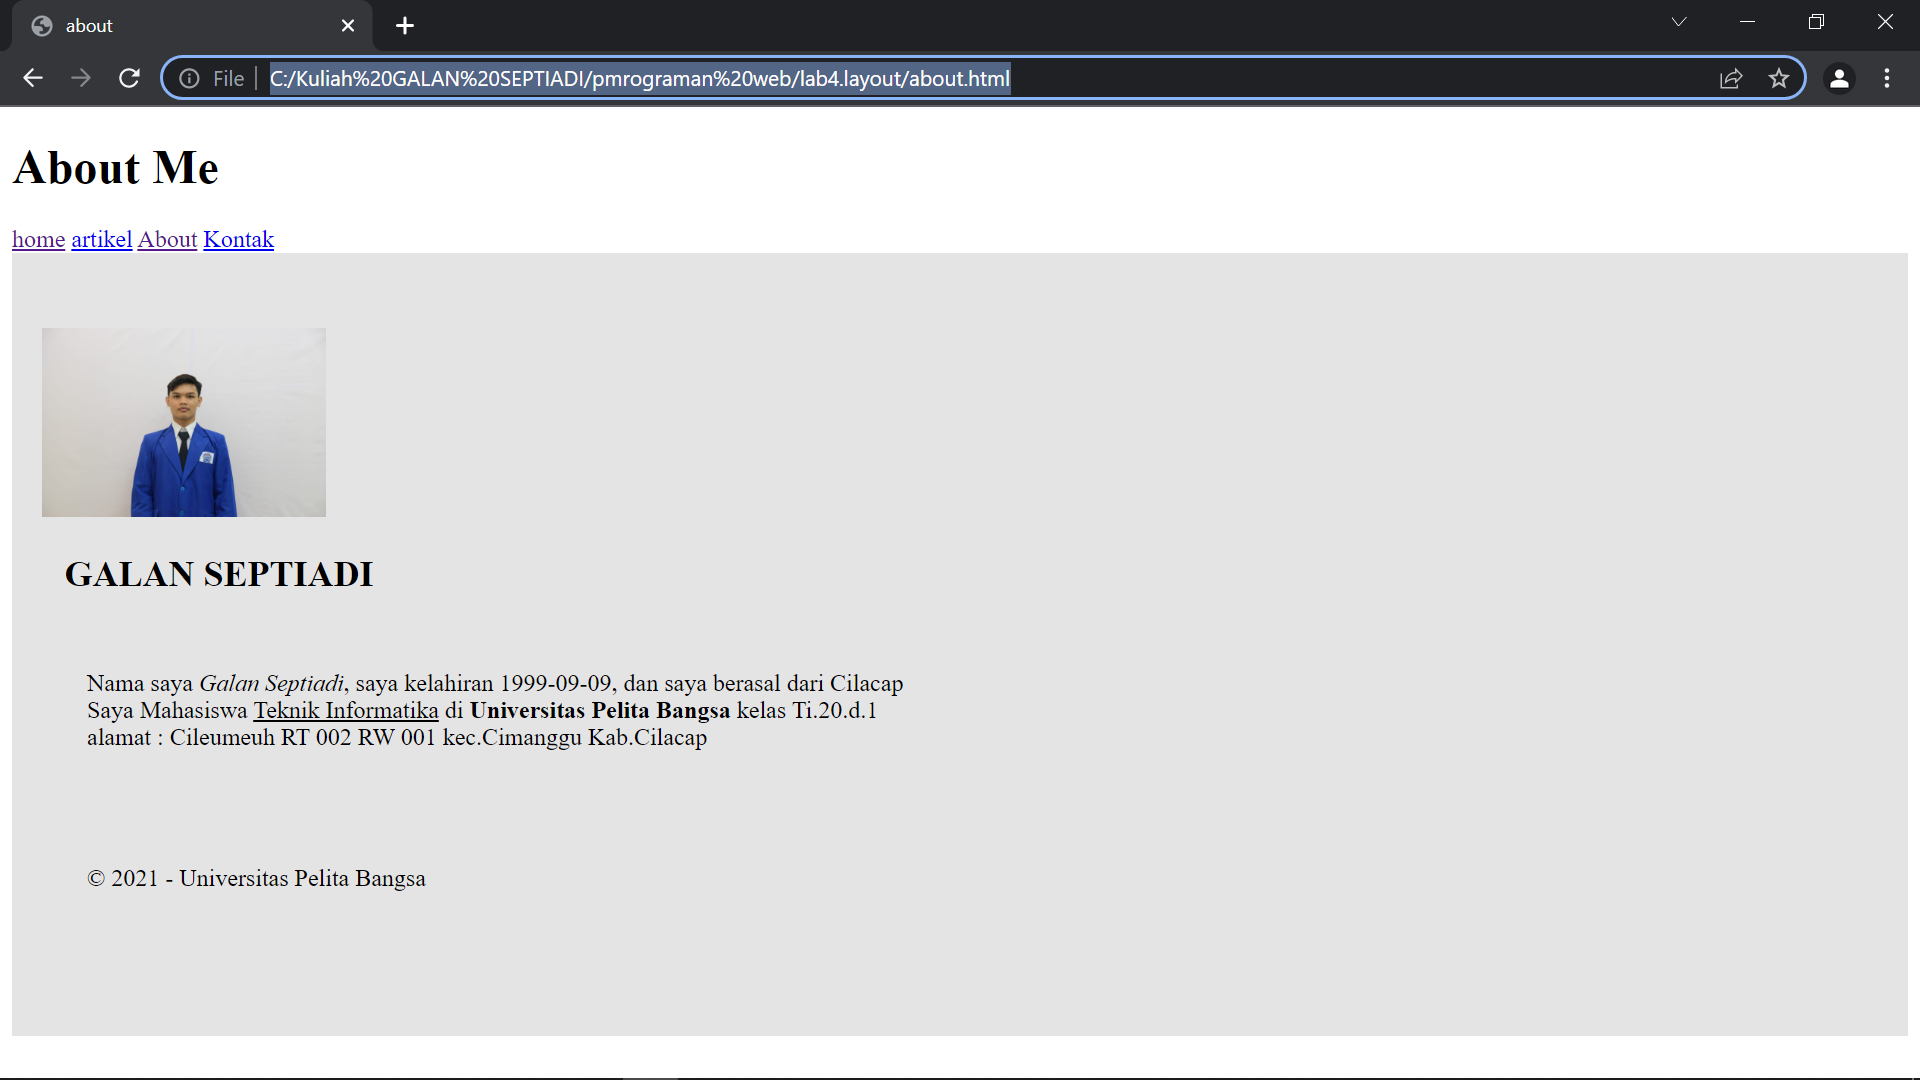 about
File
C:/Kuliah%20GALAN%20SEPTIADI/pmrograman%20web/lab4.layout/about.html
About Me
home artikel About Kontak
GALAN SEPTIADI
Nama saya Galan Septiadi, saya kelahiran 1999-09-09, dan saya berasal dari Cilacap
Saya Mahasiswa Teknik Informatika di Universitas Pelita Bangsa kelas Ti.20.d.1
alamat : Cileumeuh RT 002 RW 001 kec.Cimanggu Kab.Cilacap
© 2021 - Universitas Pelita Bangsa